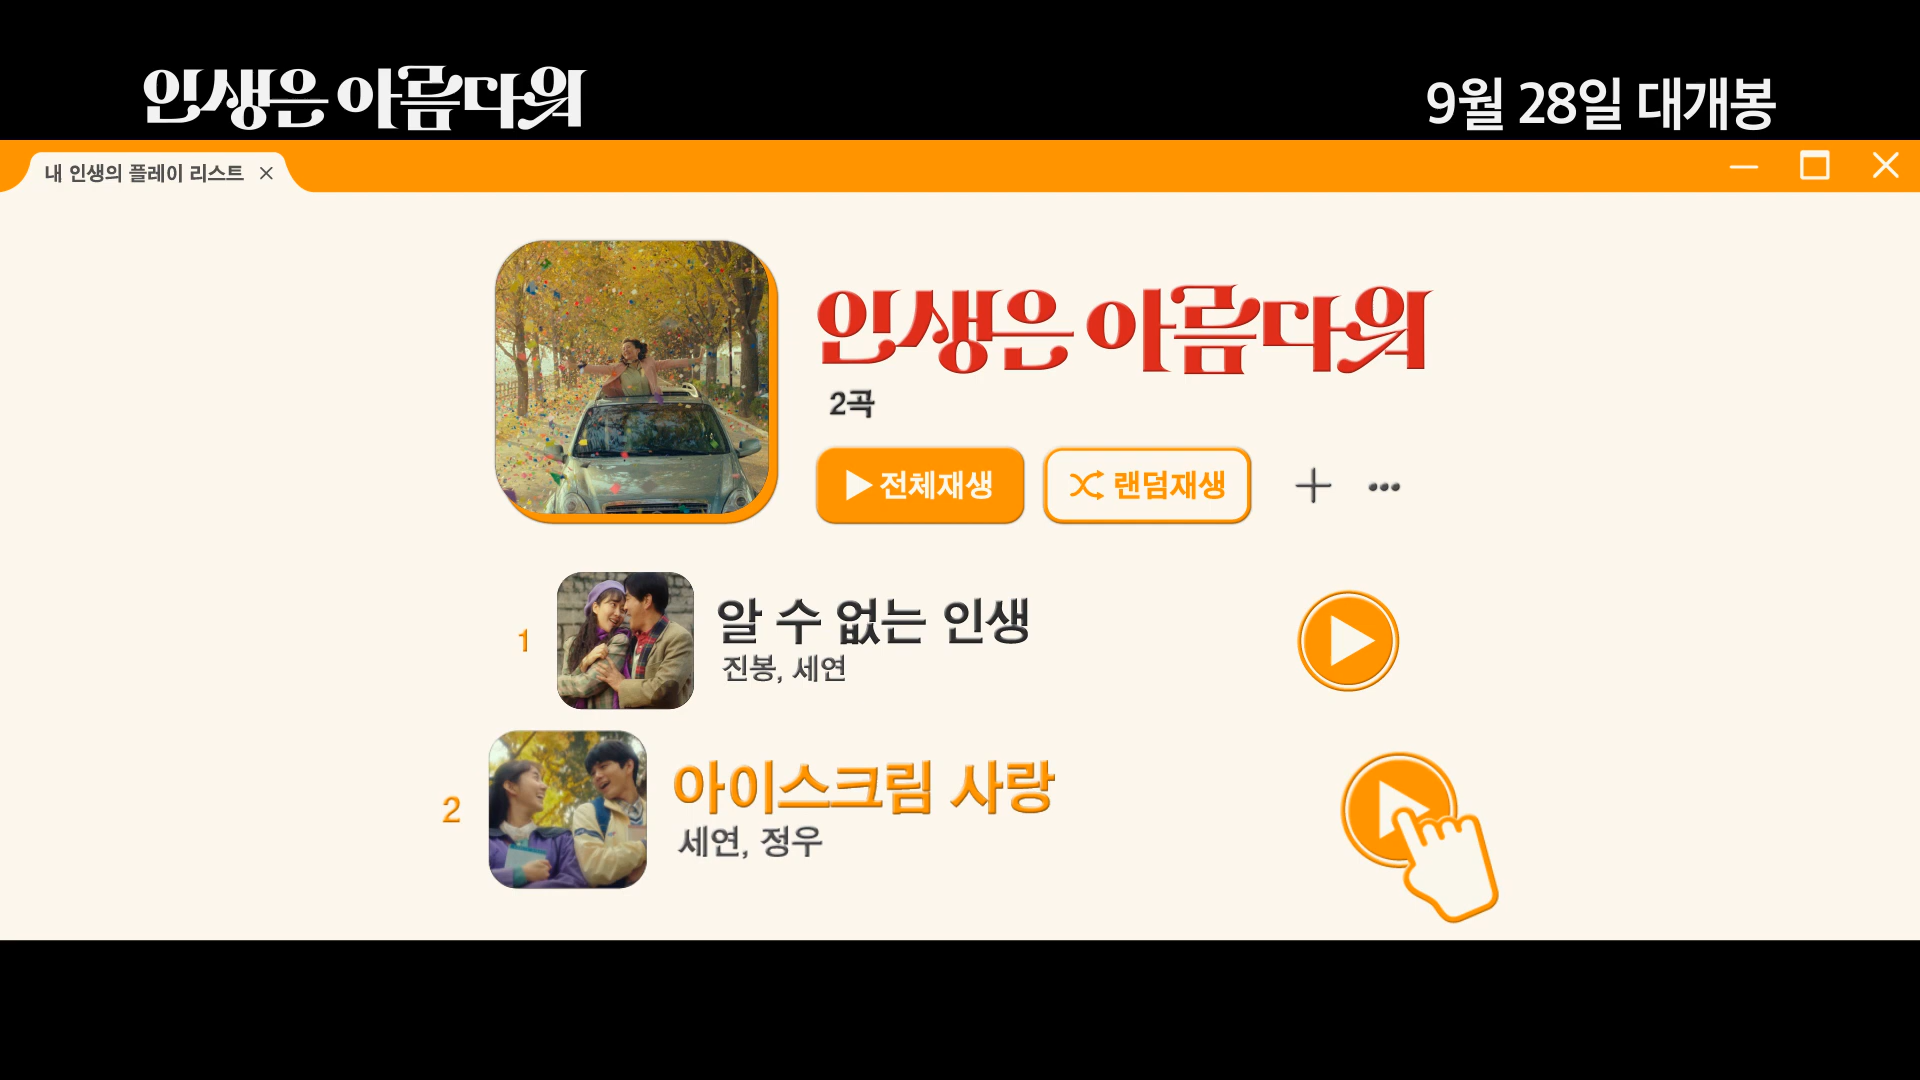 인생은 아름다워
9월 28일 대개봉
내 인생의 플레이 리스트
인생은 아름다워
2곡
전체재생
랜덤재생
1
알 수 없는 인생
진봉, 세연
2
아이스크림 사랑
세연, 정우